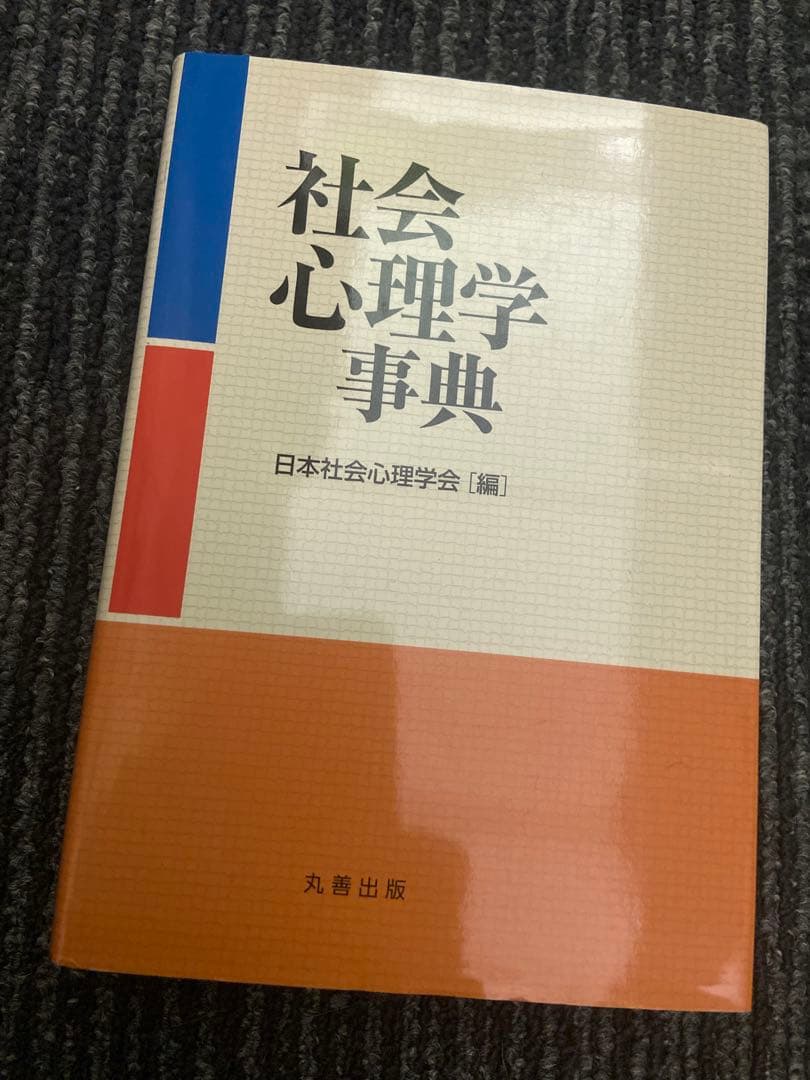 社会
心理学
事典
日本社会心理学会[編]
丸善出版